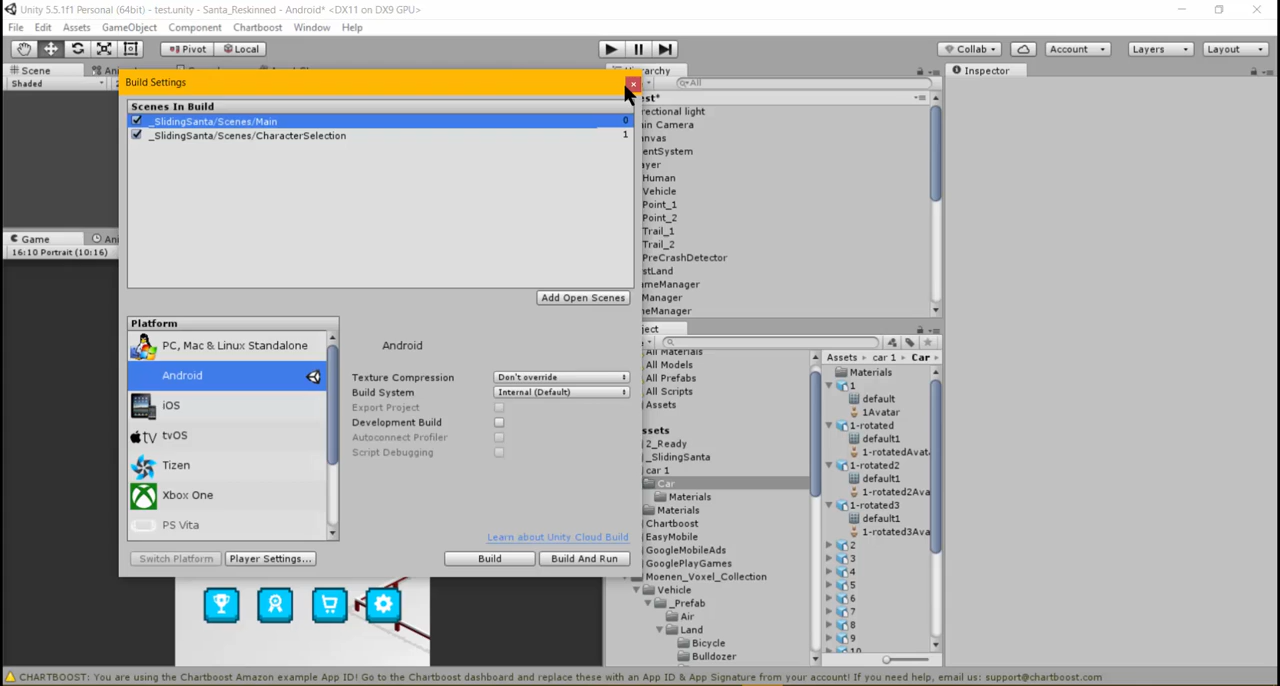 Unity 5.5.1f1 Personal (64bit) - test.unity - Santa_Reskinned - Android* <DX11 on DX9 GPU>
File Edit Assets GameObject Component Chartboost Window Help
Pivot Local Collab Account Layers Layout
Scene
Shaded
Build Settings
Scenes In Build
_SlidingSanta/Scenes/Main 0
_SlidingSanta/Scenes/CharacterSelection 1
Add Open Scenes
Platform
PC, Mac & Linux Standalone
Android
iOS
tvOS
Tizen
Xbox One
PS Vita
Android
Texture Compression Don't override
Build System Internal (Default)
Export Project
Development Build
Autoconnect Profiler
Script Debugging
Learn about Unity Cloud Build
Switch Platform Player Settings... Build Build And Run
Game
16:10 Portrait (10:16)
Hierarchy
All
est*
rectional light
in Camera
anvas
entSystem
ayer
Human
Vehicle
Point_1
Point_2
Trail_1
Trail_2
PreCrashDetector
stLand
meManager
Manager
meManager
ject
All Materials
All Models
All Prefabs
All Scripts
Assets
ssets
2_Ready
_SlidingSanta
car 1
Car
Materials
Materials
Chartboost
EasyMobile
GoogleMobileAds
GooglePlayGames
Moenen_Voxel_Collection
Vehicle
_Prefab
Air
Land
Bicycle
Bulldozer
Assets car 1 Car
Materials
1
default
1Avatar
1-rotated
default1
1-rotatedAvat
1-rotated2
default1
1-rotated2Ava
1-rotated3
default1
1-rotated3Ava
2
3
4
5
6
7
8
9
10
Inspector
CHARTBOOST: You are using the Chartboost Amazon example App ID! Go to the Chartboost dashboard and replace these with an App ID & App Signature from your account! If you need help, email us: support@chartboost.com